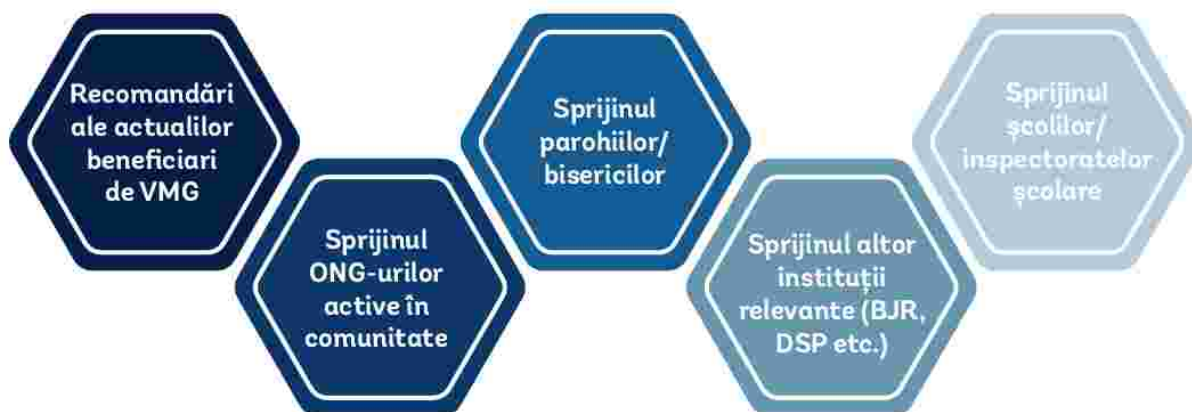 Recomandări
ale actualilor
beneficiari
de VMG
Sprijinul
ONG-urilor
active în
comunitate
Sprijinul
parohiilor/
bisericilor
Sprijinul altor
instituții
relevante (BJR,
DSP etc.)
Sprijinul
școlilor/
inspectoratelor
școlare